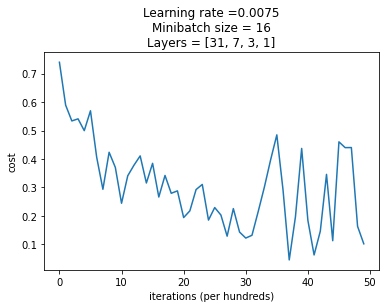 Learning rate =0.0075
Minibatch size = 16
Layers = [31, 7, 3, 1]
0.7
0.6
0.5
0.4
0.3
0.2
0.1
cost
0 10 20 30 40 50
iterations (per hundreds)